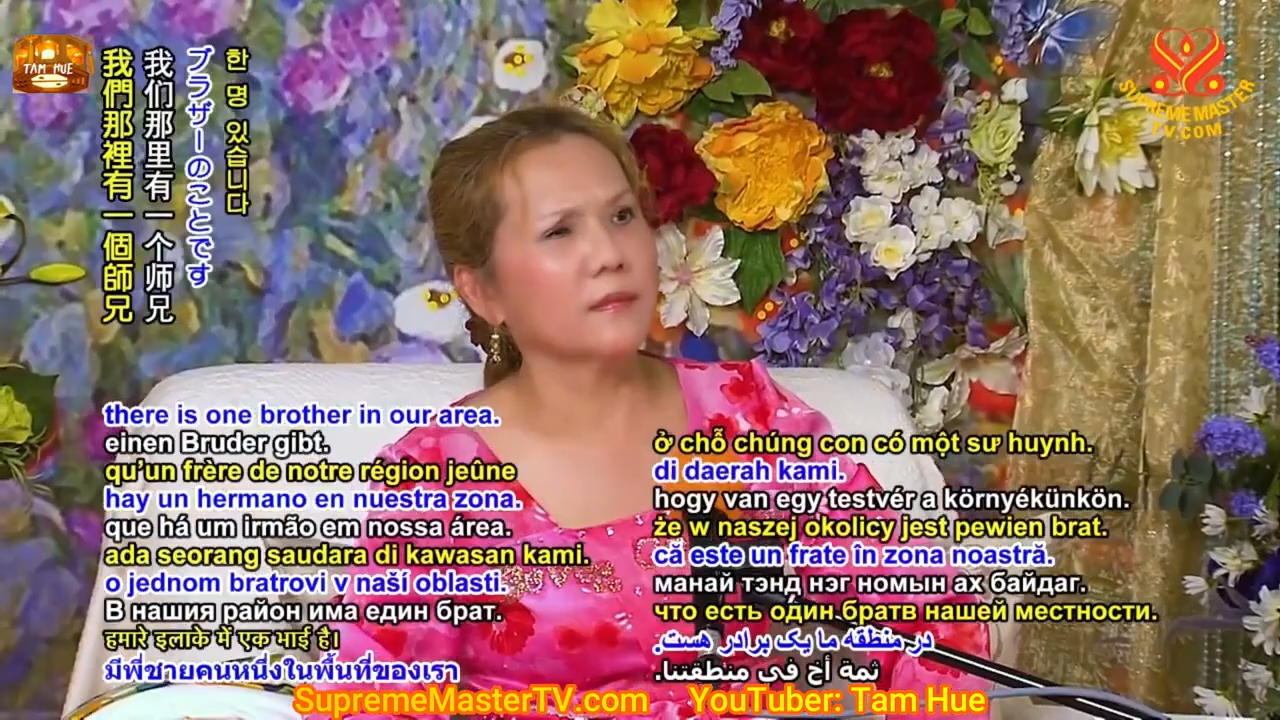 TAM HUE
我們那裡有一個師兄
我们那里有一个师兄
ブラザーのことです
한 명 있습니다
SUPREME MASTER
TV.COM
there is one brother in our area.
einen Bruder gibt.
qu'un frère de notre région jeûne
hay un hermano en nuestra zona.
que há um irmão em nossa área.
ada seorang saudara di kawasan kami.
o jednom bratrovi v naší oblasti.
В нашия район има един брат.
हमारे इलाके में एक भाई है।
มีพี่ชายคนหนึ่งในพื้นที่ของเรา
ở chỗ chúng con có một sư huynh.
di daerah kami.
hogy van egy testvér a környékünkön.
że w naszej okolicy jest pewien brat.
că este un frate în zona noastră.
манай тэнд нэг номын ах байдаг.
что есть один братв нашей местности.
در منطقه ما یک برادر هست.
ثمة أخ في منطقتنا.
SupremeMasterTV.com YouTuber: Tam Hue